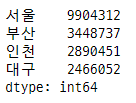 서울    9904312
부산    3448737
인천    2890451
대구    2466052
dtype: int64